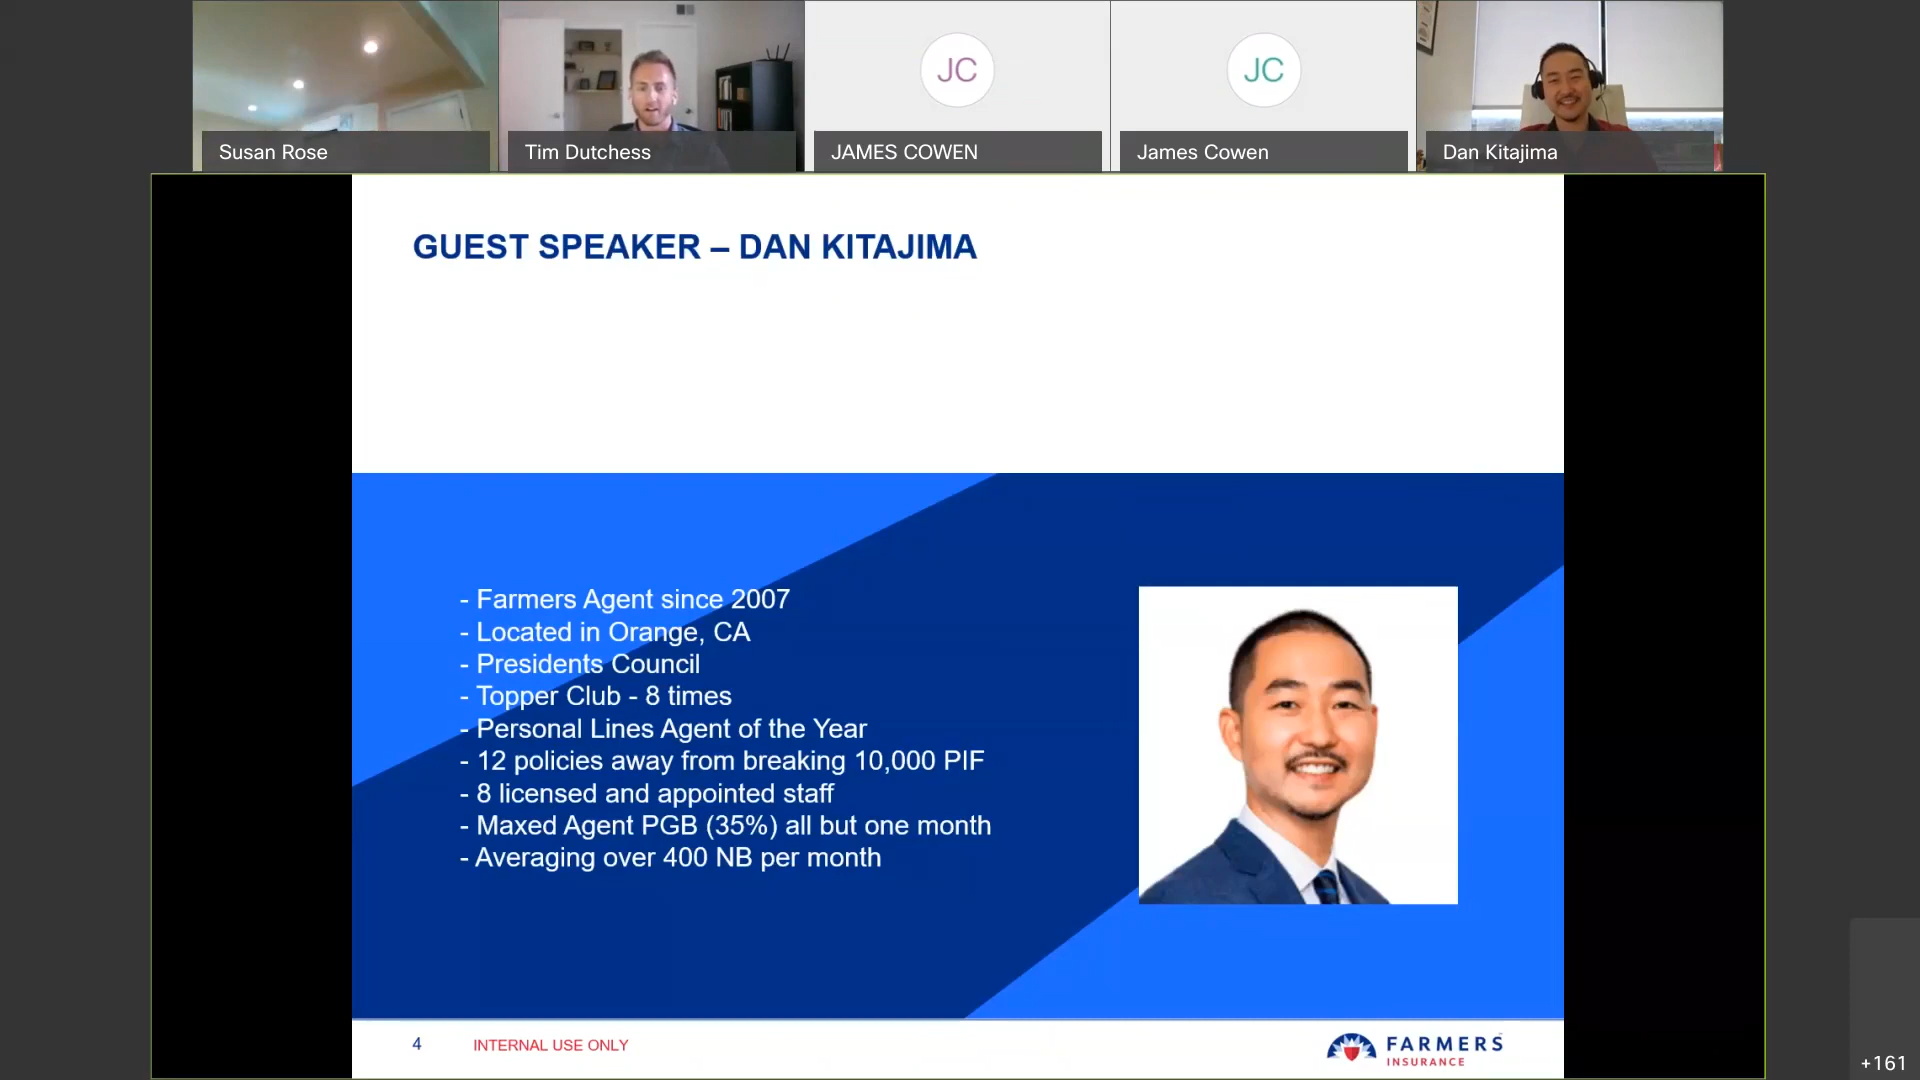 Susan Rose
Tim Dutchess
JC
JAMES COWEN
JC
James Cowen
Dan Kitajima
GUEST SPEAKER – DAN KITAJIMA
- Farmers Agent since 2007
- Located in Orange, CA
- Presidents Council
- Topper Club - 8 times
- Personal Lines Agent of the Year
- 12 policies away from breaking 10,000 PIF
- 8 licensed and appointed staff
- Maxed Agent PGB (35%) all but one month
- Averaging over 400 NB per month
4
INTERNAL USE ONLY
FARMERS
INSURANCE
+161